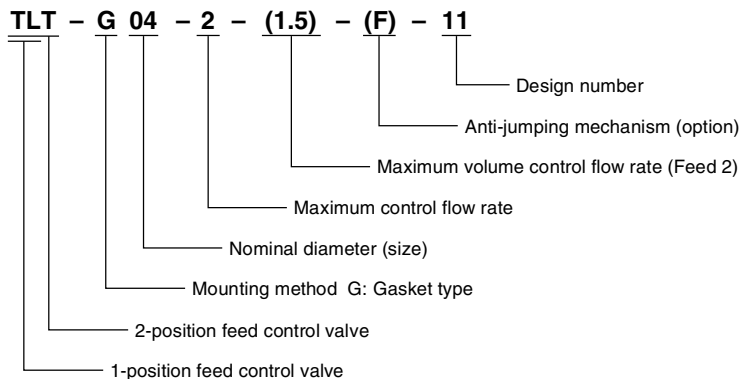 TLT – G 04 – 2 – (1.5) – (F) – 11
Design number
Anti-jumping mechanism (option)
Maximum volume control flow rate (Feed 2)
Maximum control flow rate
Nominal diameter (size)
Mounting method  G: Gasket type
2-position feed control valve
1-position feed control valve